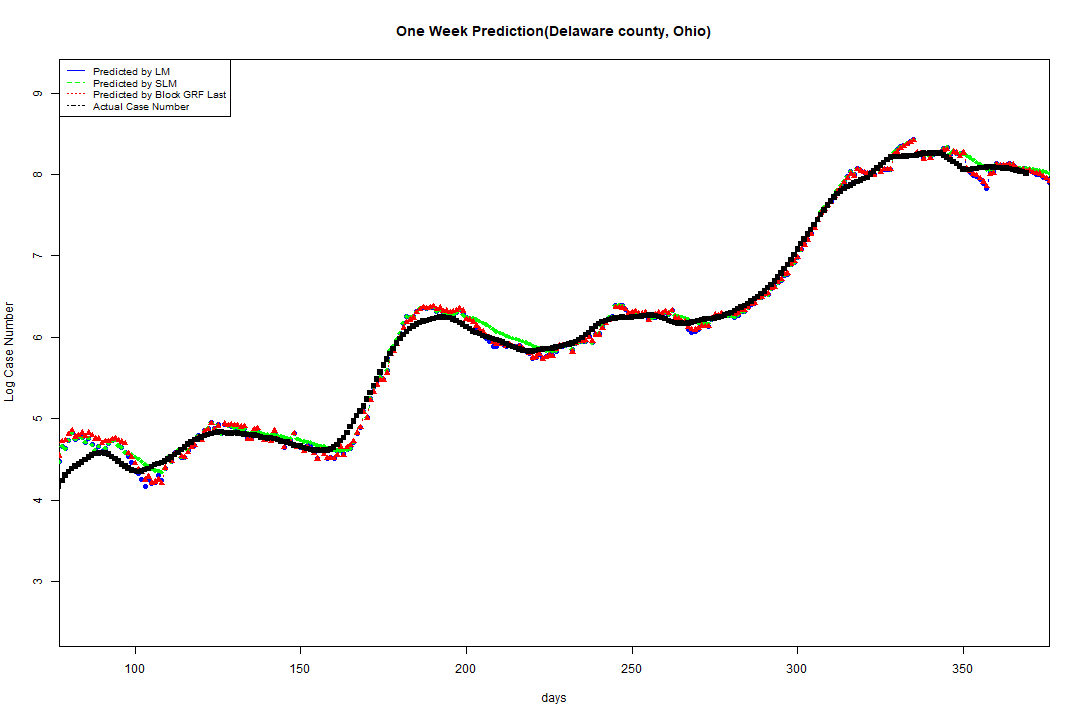 One Week Prediction(Delaware county, Ohio)
Predicted by LM
Predicted by SLM
Predicted by Block GRF Last
Actual Case Number
9
8
7
6
5
4
3
Log Case Number
100 150 200 250 300 350
days